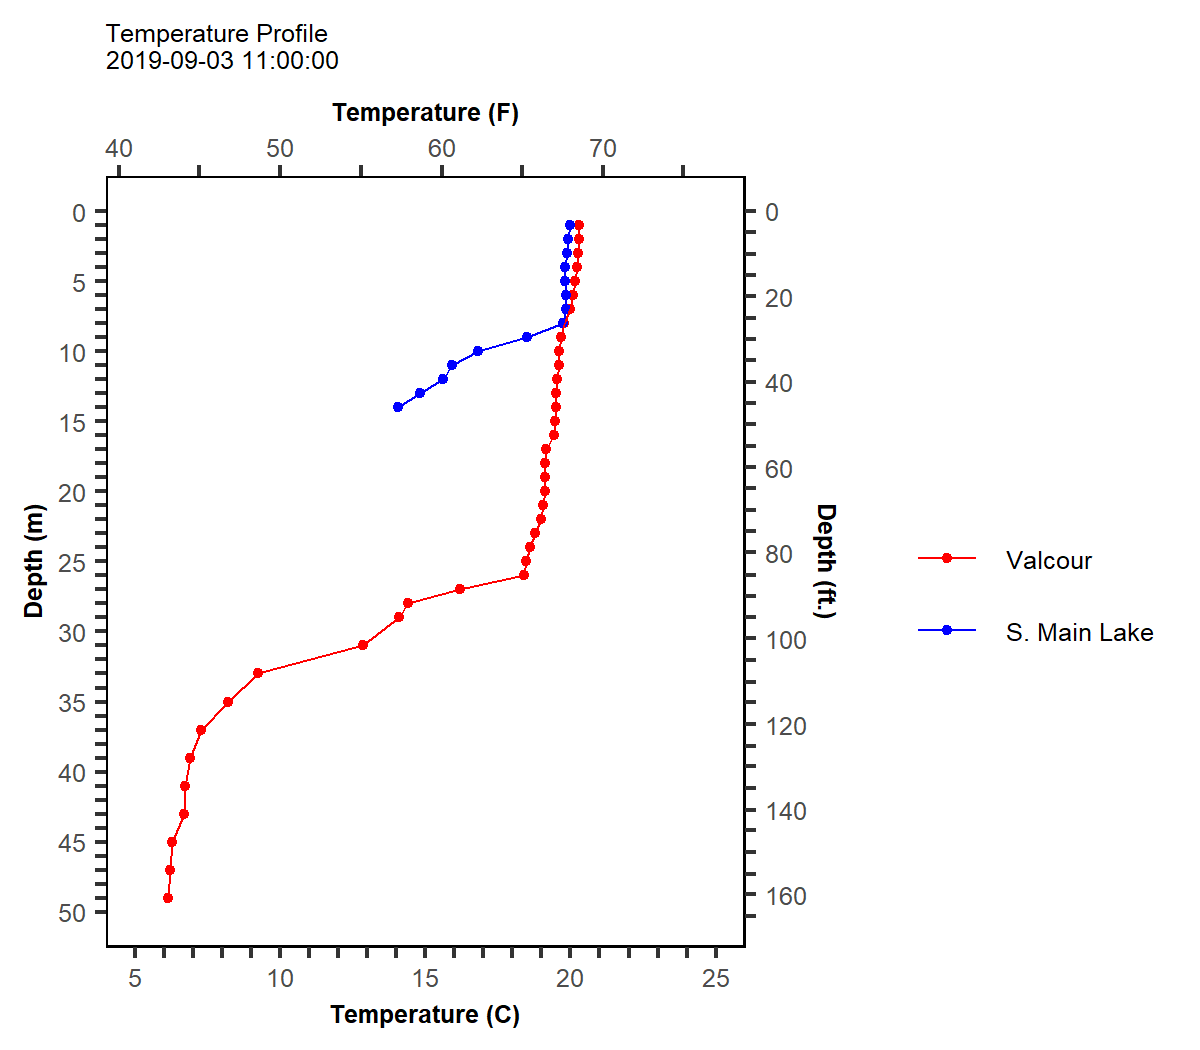 Temperature Profile
2019-09-03 11:00:00
Temperature (F)
40 50 60 70
0 0
5
20
10
40
15
60
20
Depth (m)
Depth (ft.)
80
25
Valcour
30
100
S. Main Lake
35
120
40
140
45
160
50
5 10 15 20 25
Temperature (C)